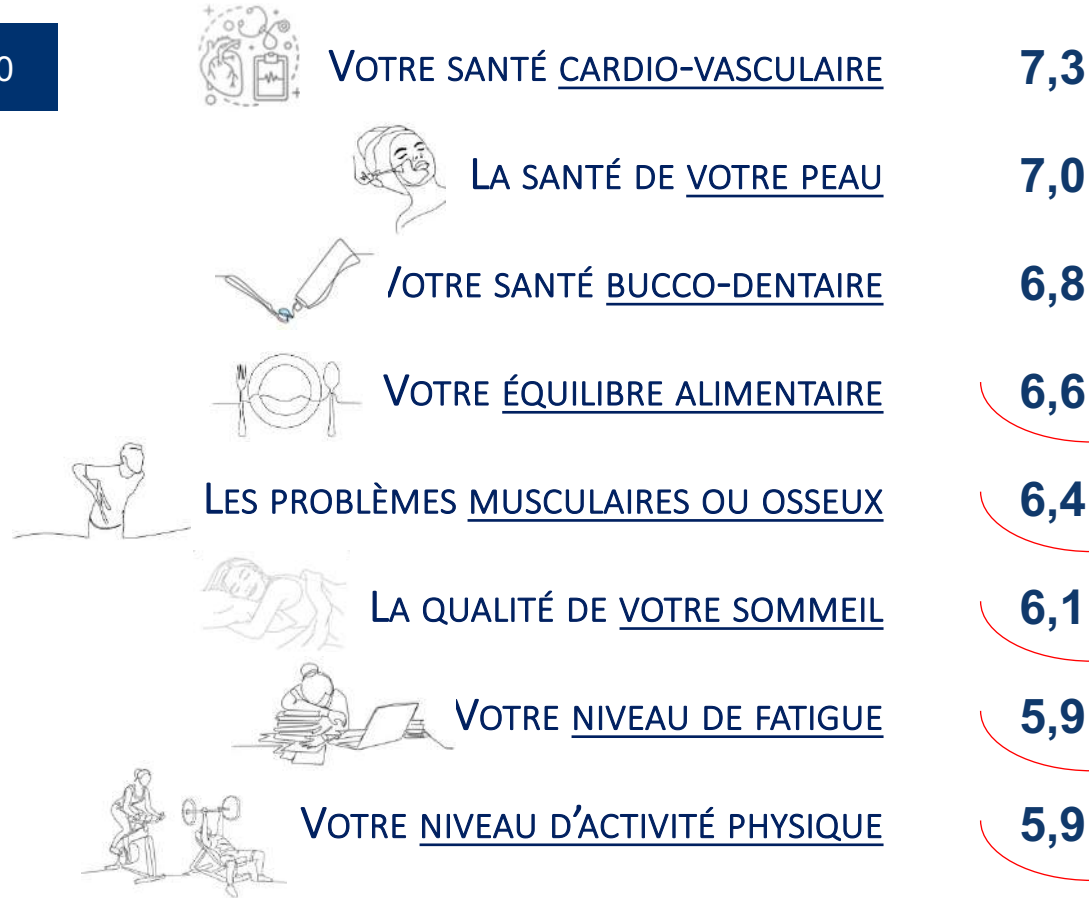 0
VOTRE SANTÉ CARDIO-VASCULAIRE 7,3
LA SANTÉ DE VOTRE PEAU 7,0
/OTRE SANTÉ BUCCO-DENTAIRE 6,8
VOTRE ÉQUILIBRE ALIMENTAIRE 6,6
LES PROBLÈMES MUSCULAIRES OU OSSEUX 6,4
LA QUALITÉ DE VOTRE SOMMEIL 6,1
VOTRE NIVEAU DE FATIGUE 5,9
VOTRE NIVEAU D’ACTIVITÉ PHYSIQUE 5,9